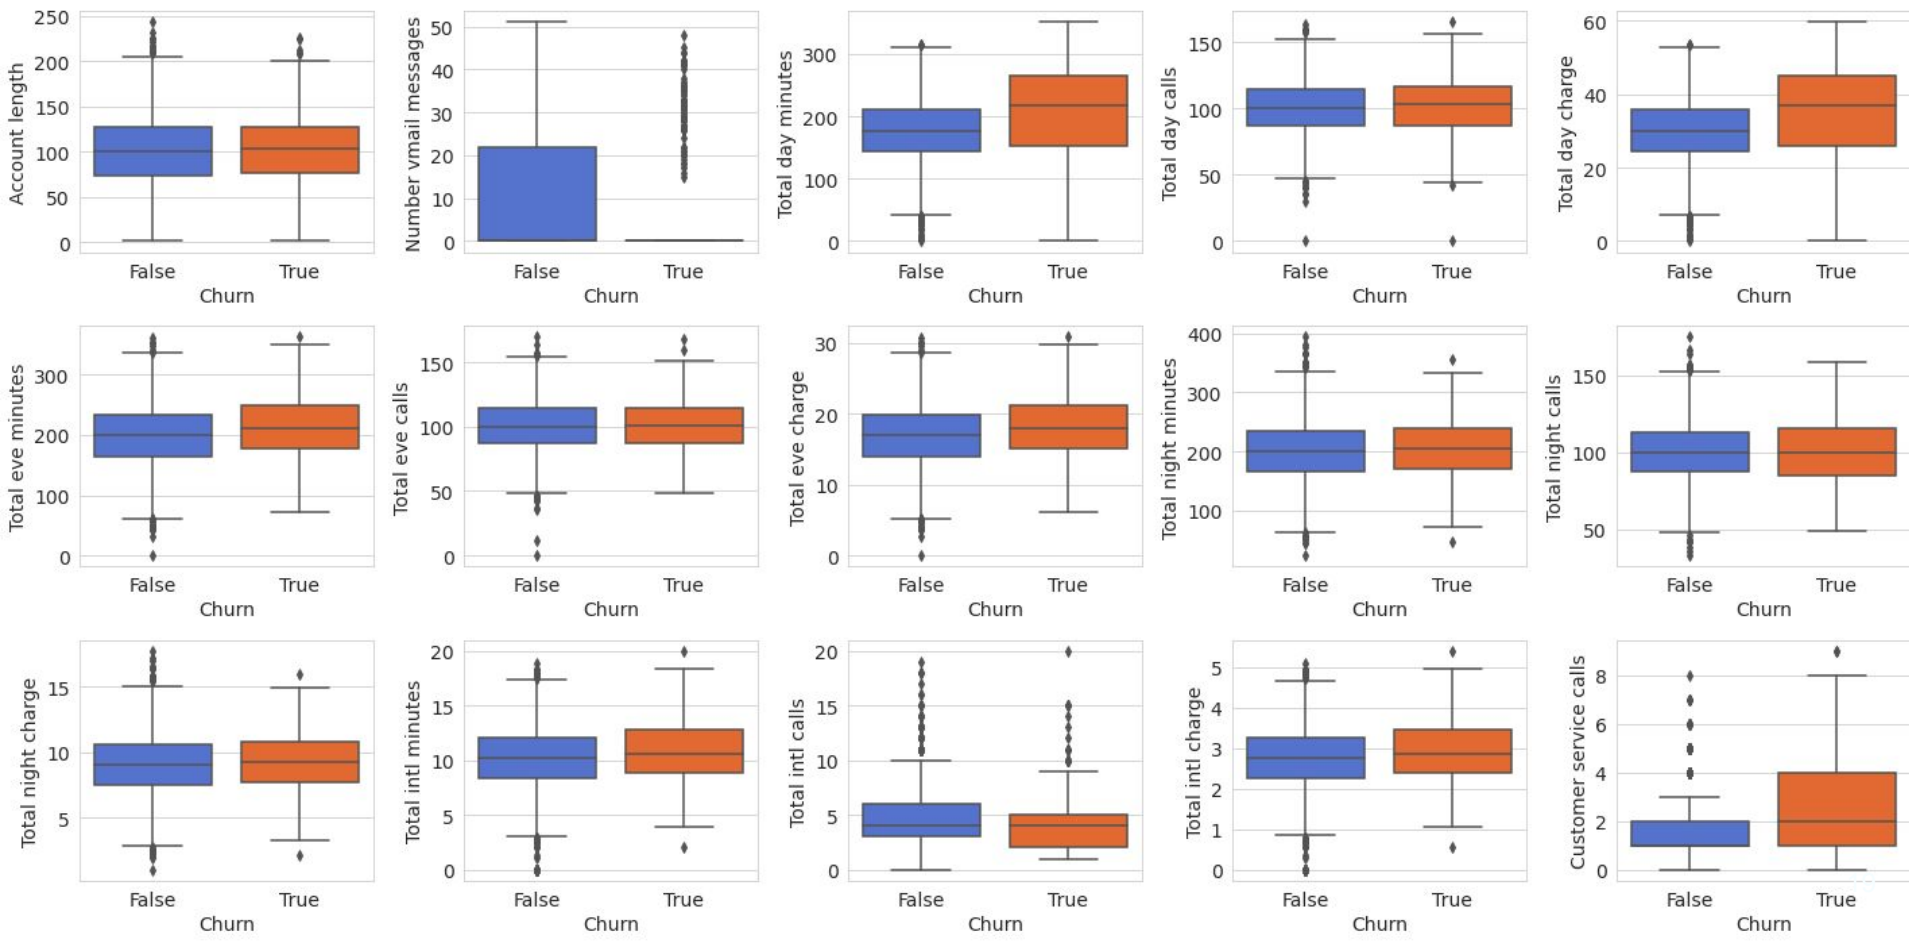 Account length
250
200
150
100
50
0
False True
Churn
Number vmail messages
50
40
30
20
10
0
False True
Churn
Total day minutes
300
200
100
0
False True
Churn
Total day calls
150
100
50
0
False True
Churn
Total day charge
60
40
20
0
False True
Churn
Total eve minutes
300
200
100
0
False True
Churn
Total eve calls
150
100
50
0
False True
Churn
Total eve charge
30
20
10
0
False True
Churn
Total night minutes
400
300
200
100
False True
Churn
Total night calls
150
100
50
False True
Churn
Total night charge
15
10
5
False True
Churn
Total intl minutes
20
15
10
5
0
False True
Churn
Total intl calls
20
15
10
5
0
False True
Churn
Total intl charge
5
4
3
2
1
0
False True
Churn
Customer service calls
8
6
4
2
0
False True
Churn